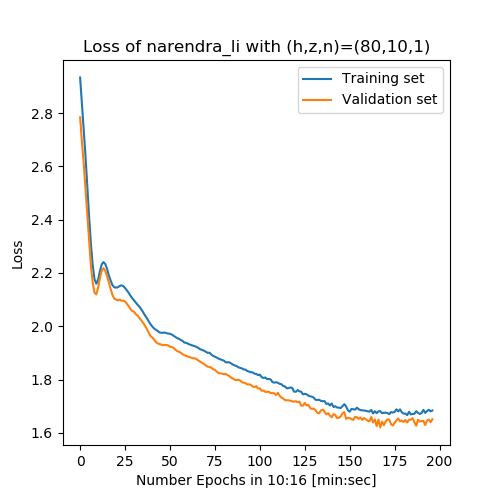 Loss of narendra_li with (h,z,n)=(80,10,1)
Training set
Validation set
2.8
2.6
2.4
2.2
2.0
1.8
1.6
Loss
0 25 50 75 100 125 150 175 200
Number Epochs in 10:16 [min:sec]